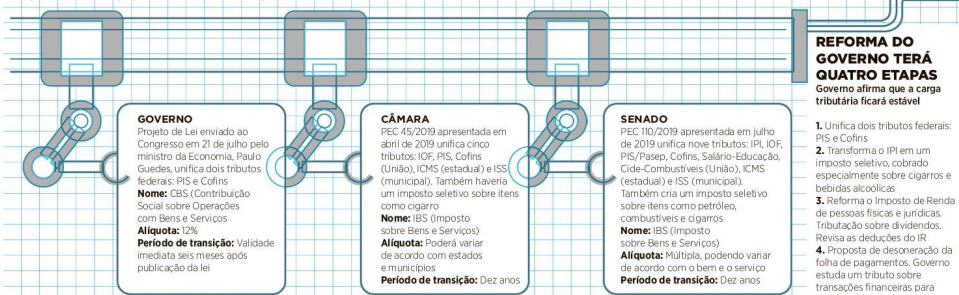 GOVERNO
Projeto de Lei enviado ao
Congresso em 21 de julho pelo
ministro da Economia, Paulo
Guedes, unifica dois tributos
federais: PIS e Cofins
Nome: CBS (Contribuição
Social sobre Operações
com Bens e Serviços
Alíquota: 12%
Período de transição: Validade
imediata seis meses após
publicação da lei
CÂMARA
PEC 45/2019 apresentada em
abril de 2019 unifica cinco
tributos: IOF, PIS, Cofins
(União), ICMS (estadual) e ISS
(municipal). Também haveria
um imposto seletivo sobre itens
como cigarro
Nome: IBS (Imposto
sobre Bens e Serviços)
Alíquota: Poderá variar
de acordo com estados
e municípios
Período de transição: Dez anos
SENADO
PEC 110/2019 apresentada em julho
de 2019 unifica nove tributos: IPI, IOF,
PIS/Pasep, Cofins, Salário-Educação,
Cide-Combustíveis (União), ICMS
(estadual) e ISS (municipal).
Também cria um imposto seletivo
sobre itens como petróleo,
combustíveis e cigarros
Nome: IBS (Imposto
sobre Bens e Serviços)
Alíquota: Múltipla, podendo variar
de acordo com o bem e o serviço
Período de transição: Dez anos
REFORMA DO
GOVERNO TERÁ
QUATRO ETAPAS
Governo afirma que a carga
tributária ficará estável
1. Unifica dois tributos federais:
PIS e Cofins
2. Transforma o IPI em um
imposto seletivo, cobrado
especialmente sobre cigarros e
bebidas alcoólicas
3. Reforma o Imposto de Renda
de pessoas físicas e jurídicas.
Tributação sobre dividendos.
Revisa as deduções do IR
4. Proposta de desoneração da
folha de pagamentos. Governo
estuda um tributo sobre
transações financeiras para